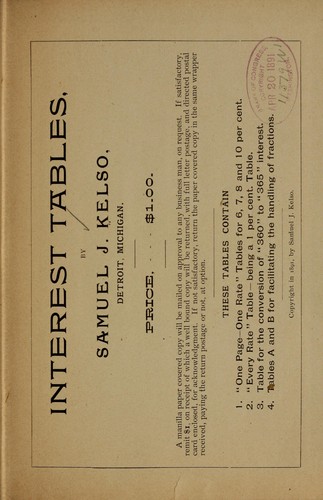 INTEREST TABLES,
BY
SAMUEL J. KELSO,
DETROIT, MICHIGAN.
PRICE, . . . $1.00.
A manilla paper covered copy will be mailed on approval to any business man, on request. If satisfactory,
remit $1, on receipt of which a well bound copy will be returned, with full letter postage, and directed postal
card enclosed, for acknowledgment. If not satisfactory, return the paper covered copy in the same wrapper
received, paying the return postage or not, at option.
THESE TABLES CONTAIN
1. "One Page—One Rate" Tables for 6, 7, 8 and 10 per cent.
2. "Every Rate" Table—being a 1 per cent. Table.
3. Table for the conversion of "360" to "365" interest.
4. Tables A and B for facilitating the handling of fractions.
Copyright in 1891, by Samuel J. Kelso.
APR 20 1891